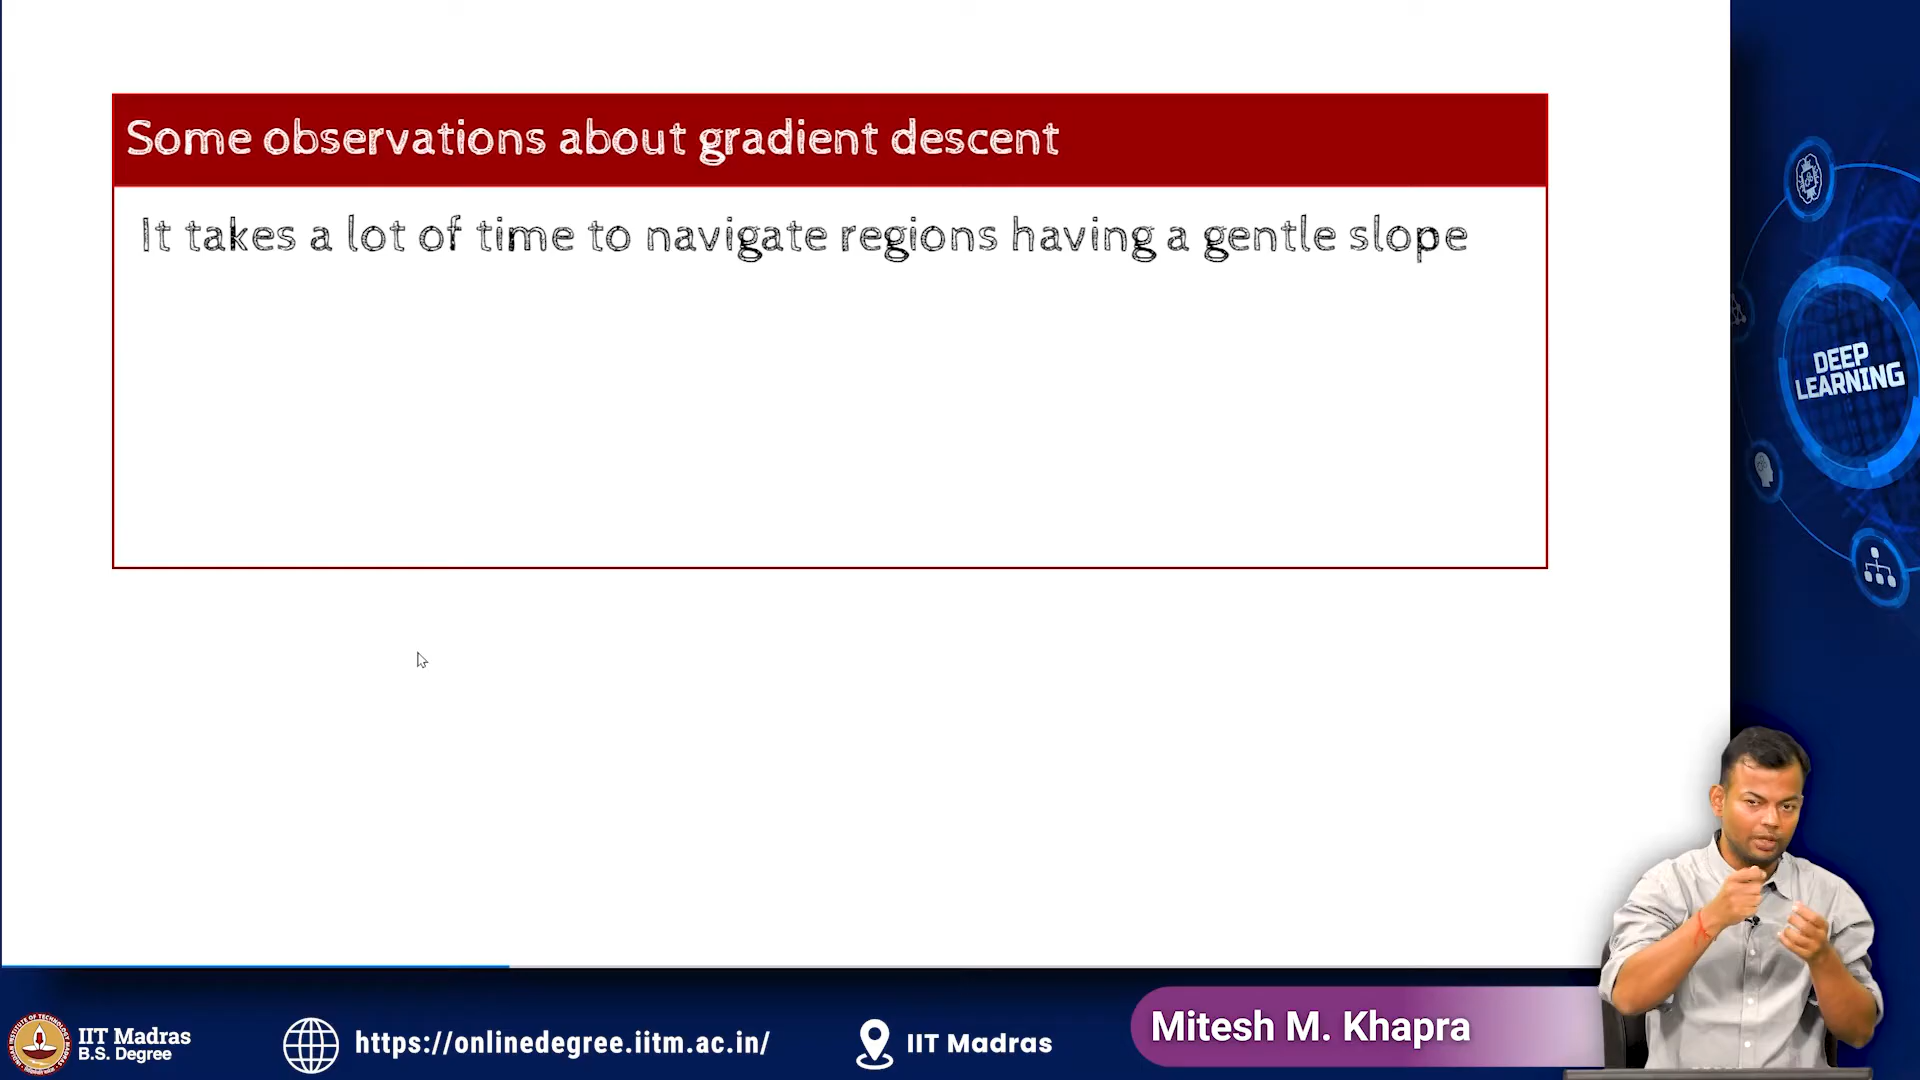 Some observations about gradient descent
It takes a lot of time to navigate regions having a gentle slope
DEEP
LEARNING
IIT Madras
B.S. Degree
https://onlinedegree.iitm.ac.in/
IIT Madras
Mitesh M. Khapra